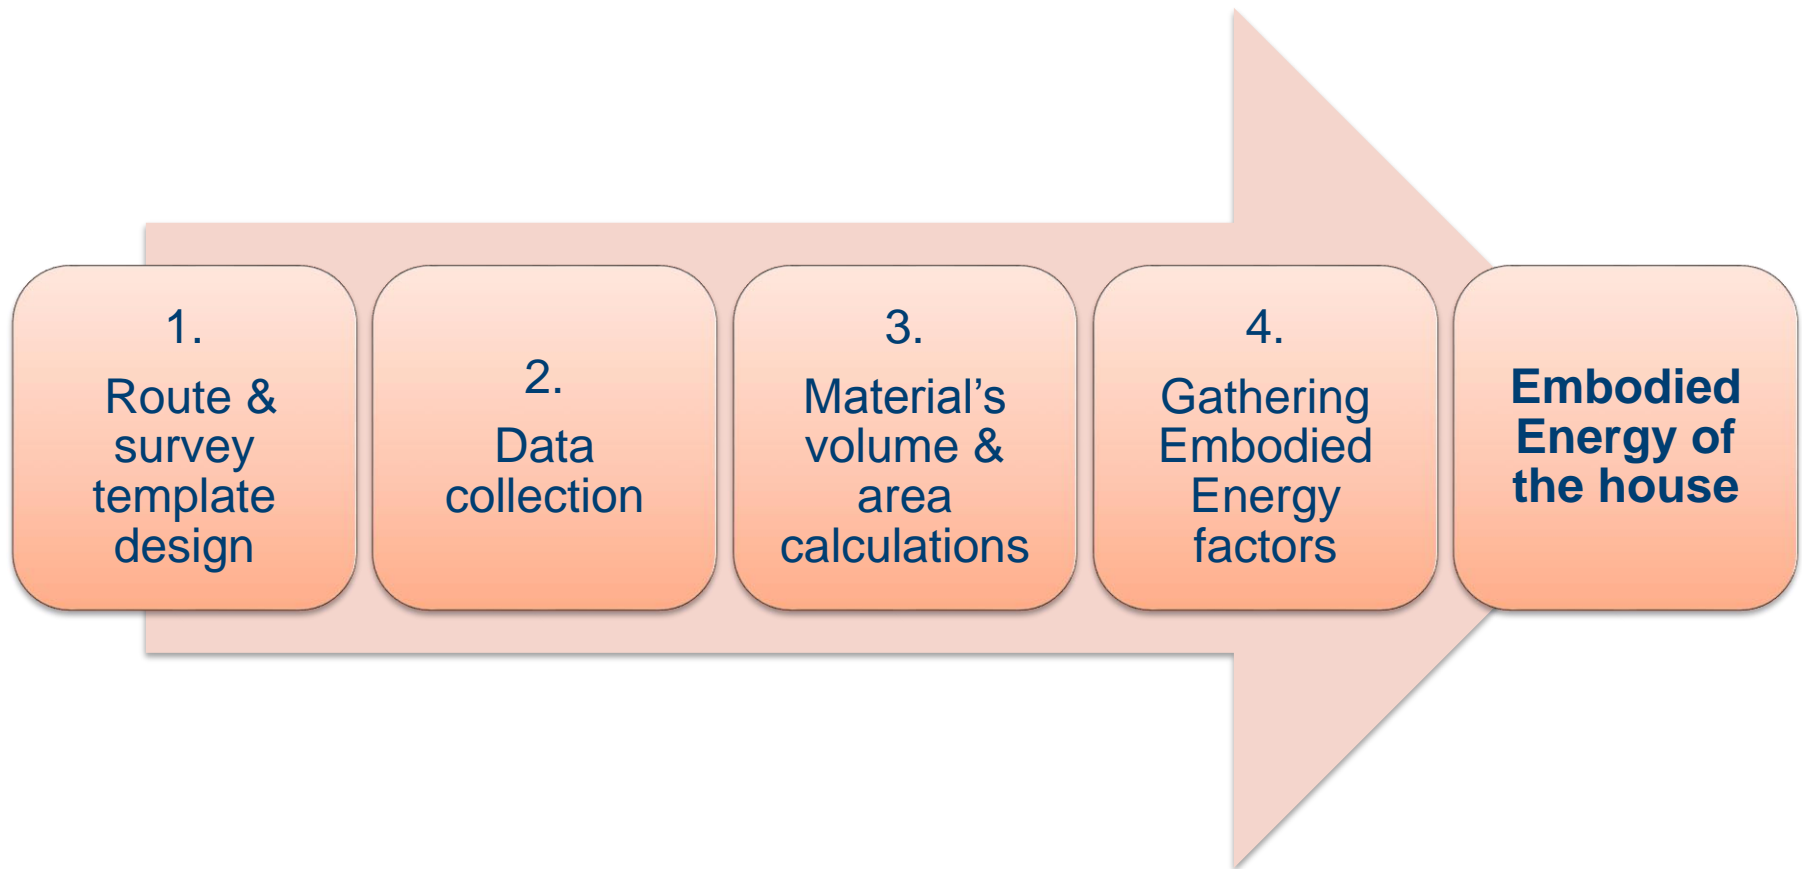 1.
Route &
survey
template
design
2.
Data
collection
3.
Material’s
volume &
area
calculations
4.
Gathering
Embodied
Energy
factors
Embodied
Energy of
the house